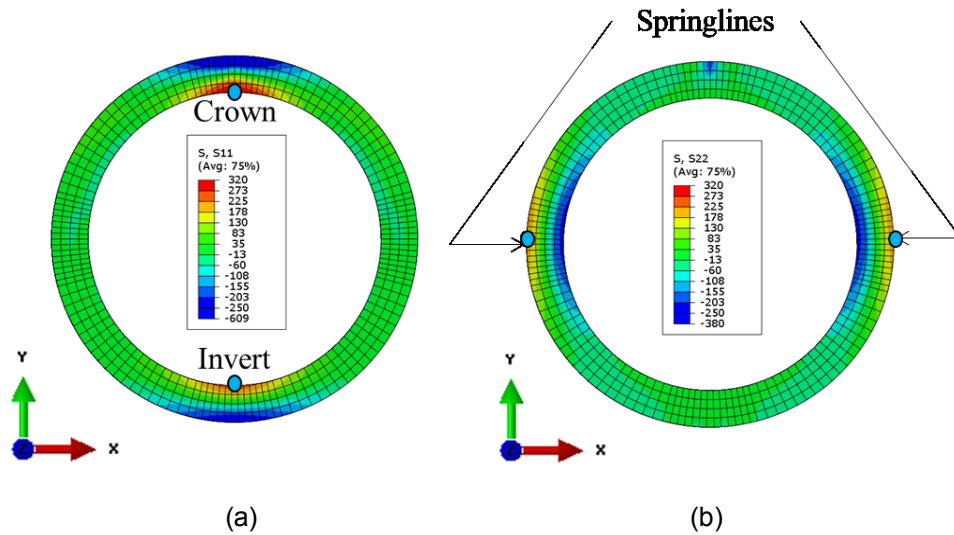 Springlines
Crown
S, S11
(Avg: 75%)
320
273
225
178
130
83
35
-13
-60
-108
-155
-203
-250
-609
Invert
Y
Z
X
(a)
S, S22
(Avg: 75%)
320
273
225
178
130
83
35
-13
-60
-108
-155
-203
-250
-380
Y
Z
X
(b)